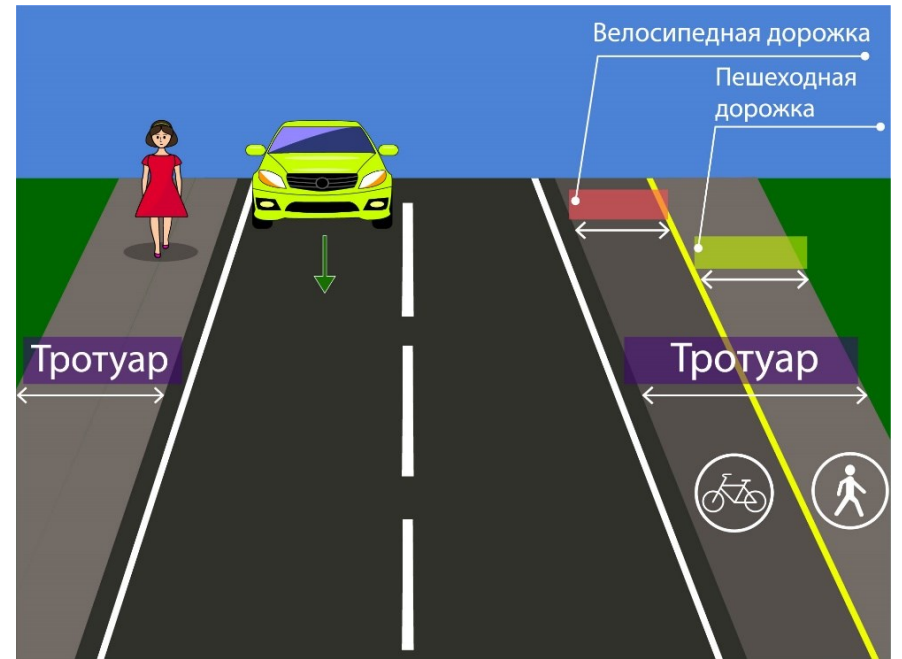 Велосипедная дорожка
Пешеходная
дорожка
Тротуар
Тротуар